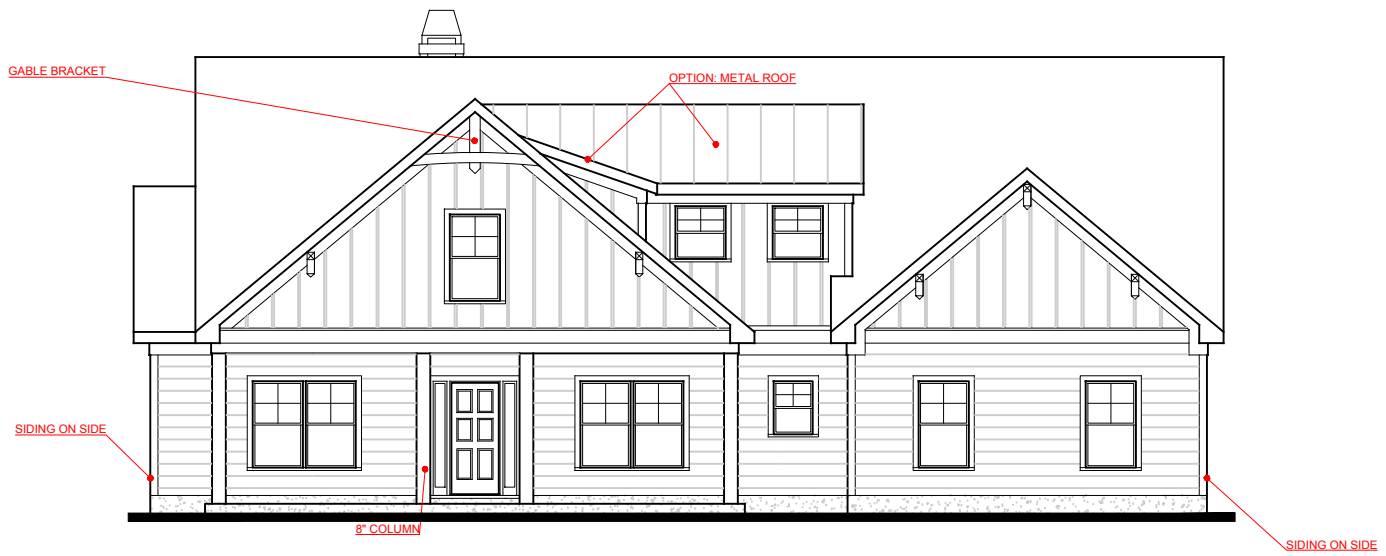 GABLE BRACKET
OPTION: METAL ROOF
SIDING ON SIDE
8" COLUMN
SIDING ON SIDE